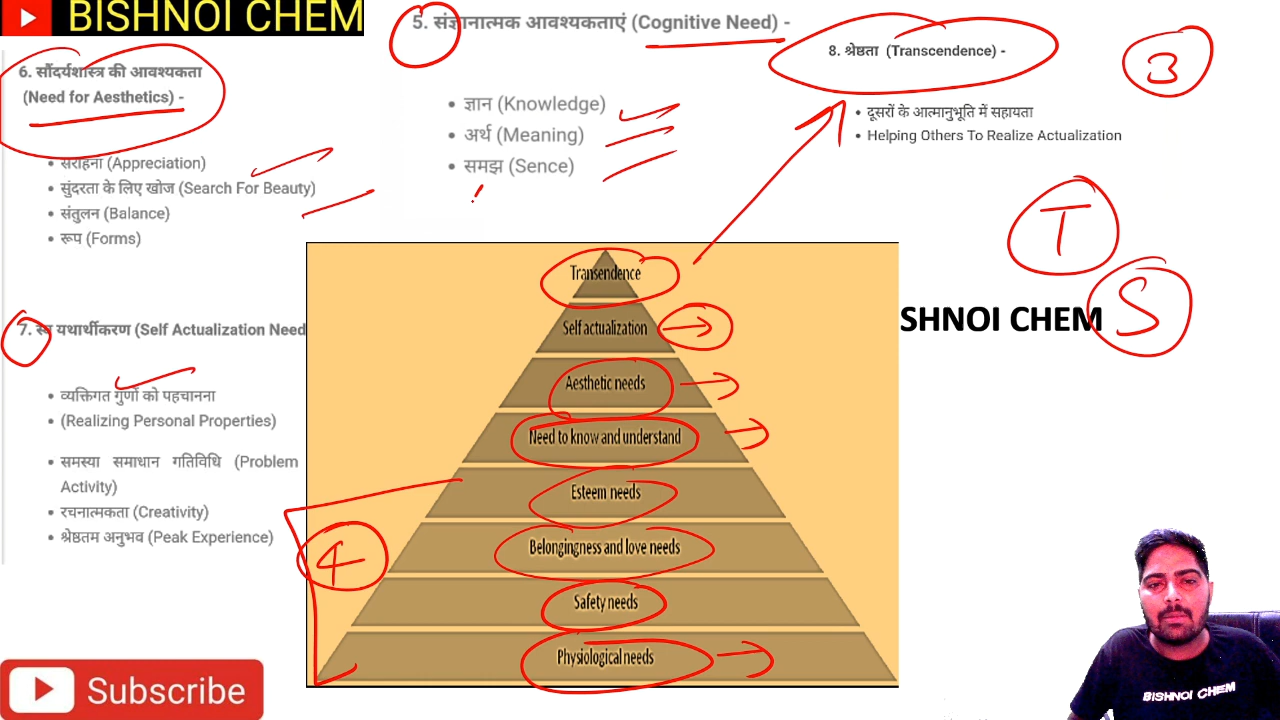 BISHNOI CHEM
6. सौंदर्यशास्त्र की आवश्यकता
(Need for Aesthetics) -
सराहना (Appreciation)
सुंदरता के लिए खोज (Search For Beauty)
संतुलन (Balance)
रूप (Forms)
7. स्व यथार्थीकरण (Self Actualization Need
व्यक्तिगत गुणों को पहचानना
(Realizing Personal Properties)
समस्या समाधान गतिविधि (Problem
Activity)
रचनात्मकता (Creativity)
श्रेष्ठतम अनुभव (Peak Experience)
5. संज्ञानात्मक आवश्यकताएं (Cognitive Need) -
ज्ञान (Knowledge)
अर्थ (Meaning)
समझ (Sence)
8. श्रेष्ठता (Transcendence) -
दूसरों के आत्मानुभूति में सहायता
Helping Others To Realize Actualization
3
T
S
SHNOI CHEM
Transendence
Self actualization
Aesthetic needs
Need to know and understand
Esteem needs
Belongingness and love needs
Safety needs
Physiological needs
4
Subscribe
BISHNOI CHEM